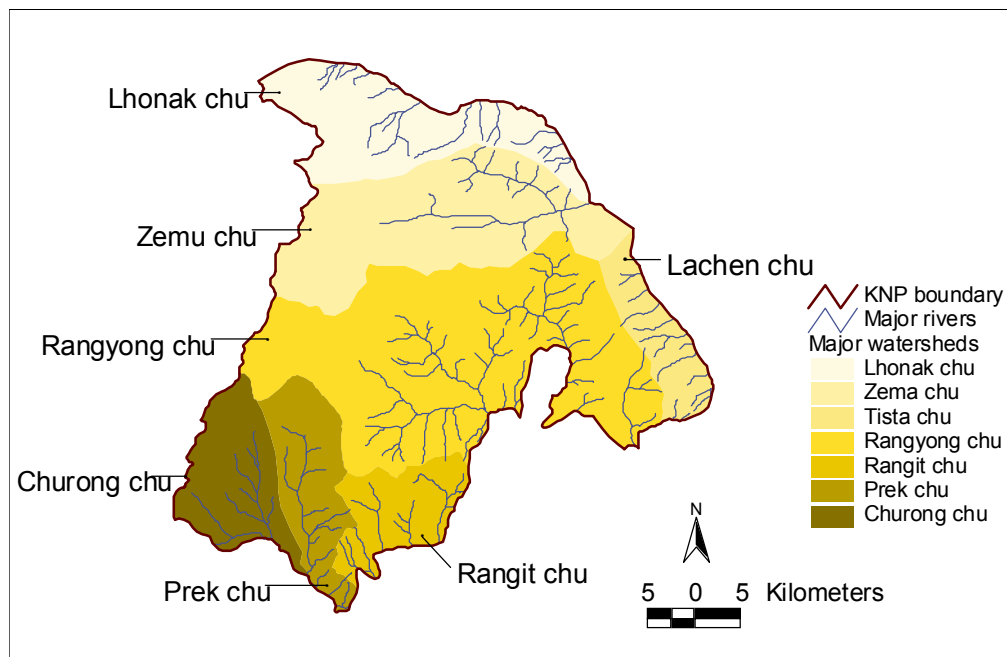 Lhonak chu
Zemu chu
Lachen chu
Rangyong chu
Churong chu
Prek chu
Rangit chu
KNP boundary
Major rivers
Major watersheds
Lhonak chu
Zema chu
Tista chu
Rangyong chu
Rangit chu
Prek chu
Churong chu
N
5 0 5 Kilometers